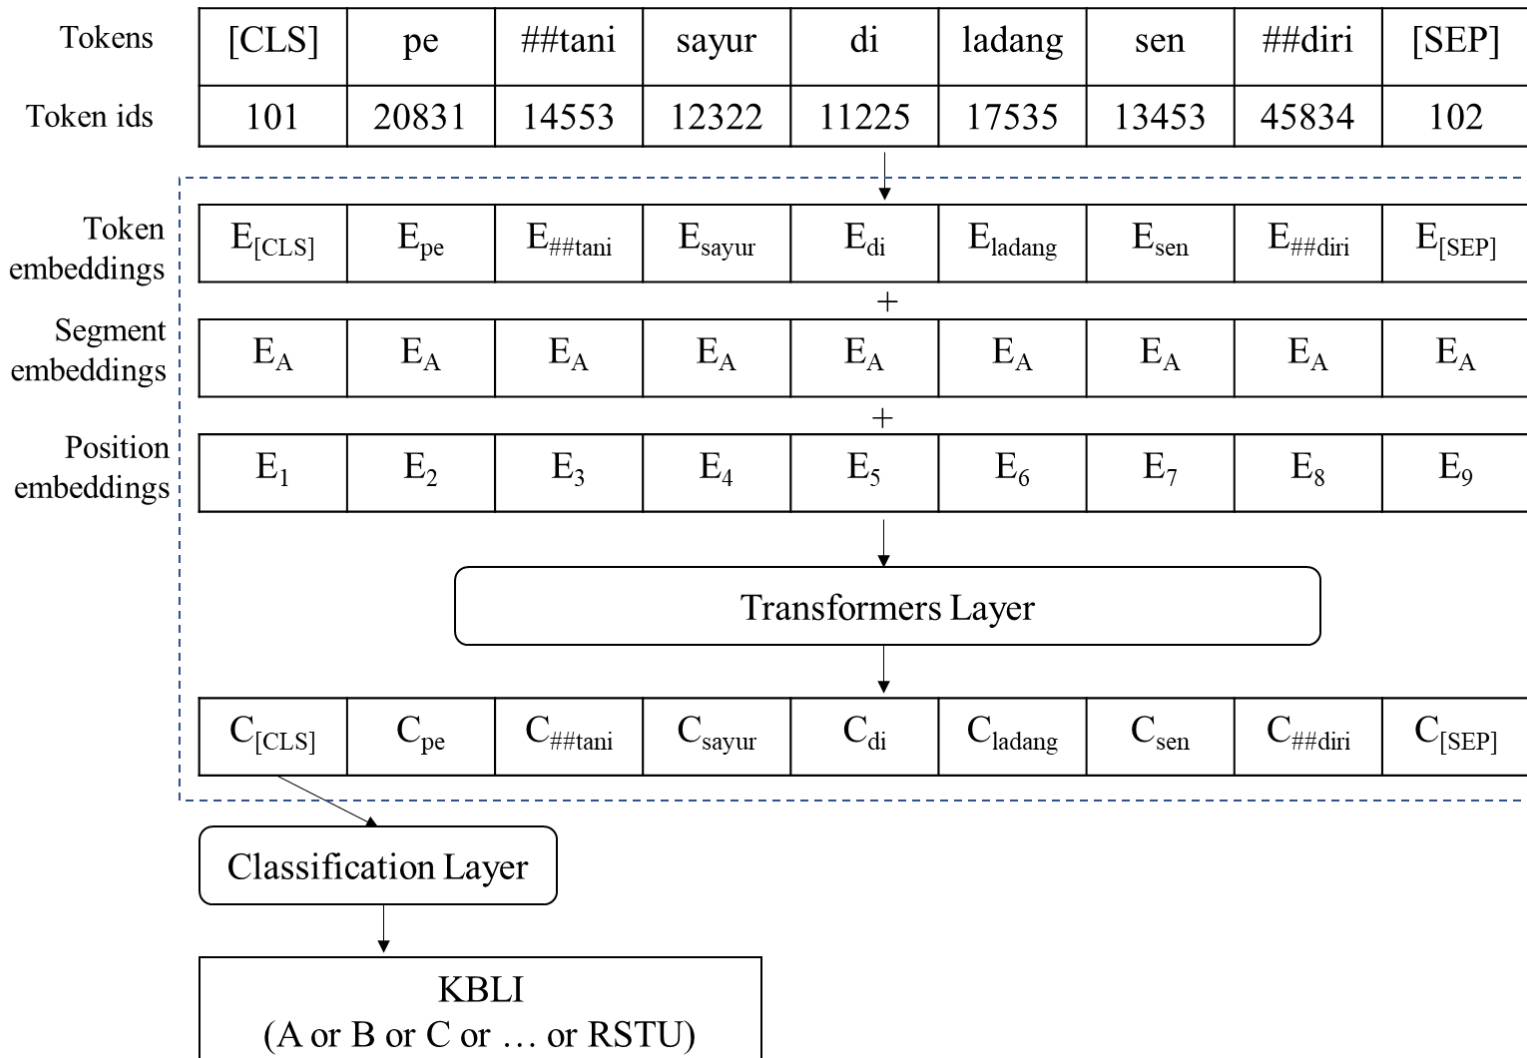 Tokens [CLS] pe ##tani sayur di ladang sen ##diri [SEP]
Token ids 101 20831 14553 12322 11225 17535 13453 45834 102
Token
embeddings
E[CLS] Epe E##tani Esayur Edi Eladang Esen E##diri E[SEP]
+
Segment
embeddings
EA EA EA EA EA EA EA EA EA
+
Position
embeddings
E1 E2 E3 E4 E5 E6 E7 E8 E9
Transformers Layer
C[CLS] Cpe C##tani Csayur Cdi Cladang Csen C##diri C[SEP]
Classification Layer
KBLI
(A or B or C or … or RSTU)